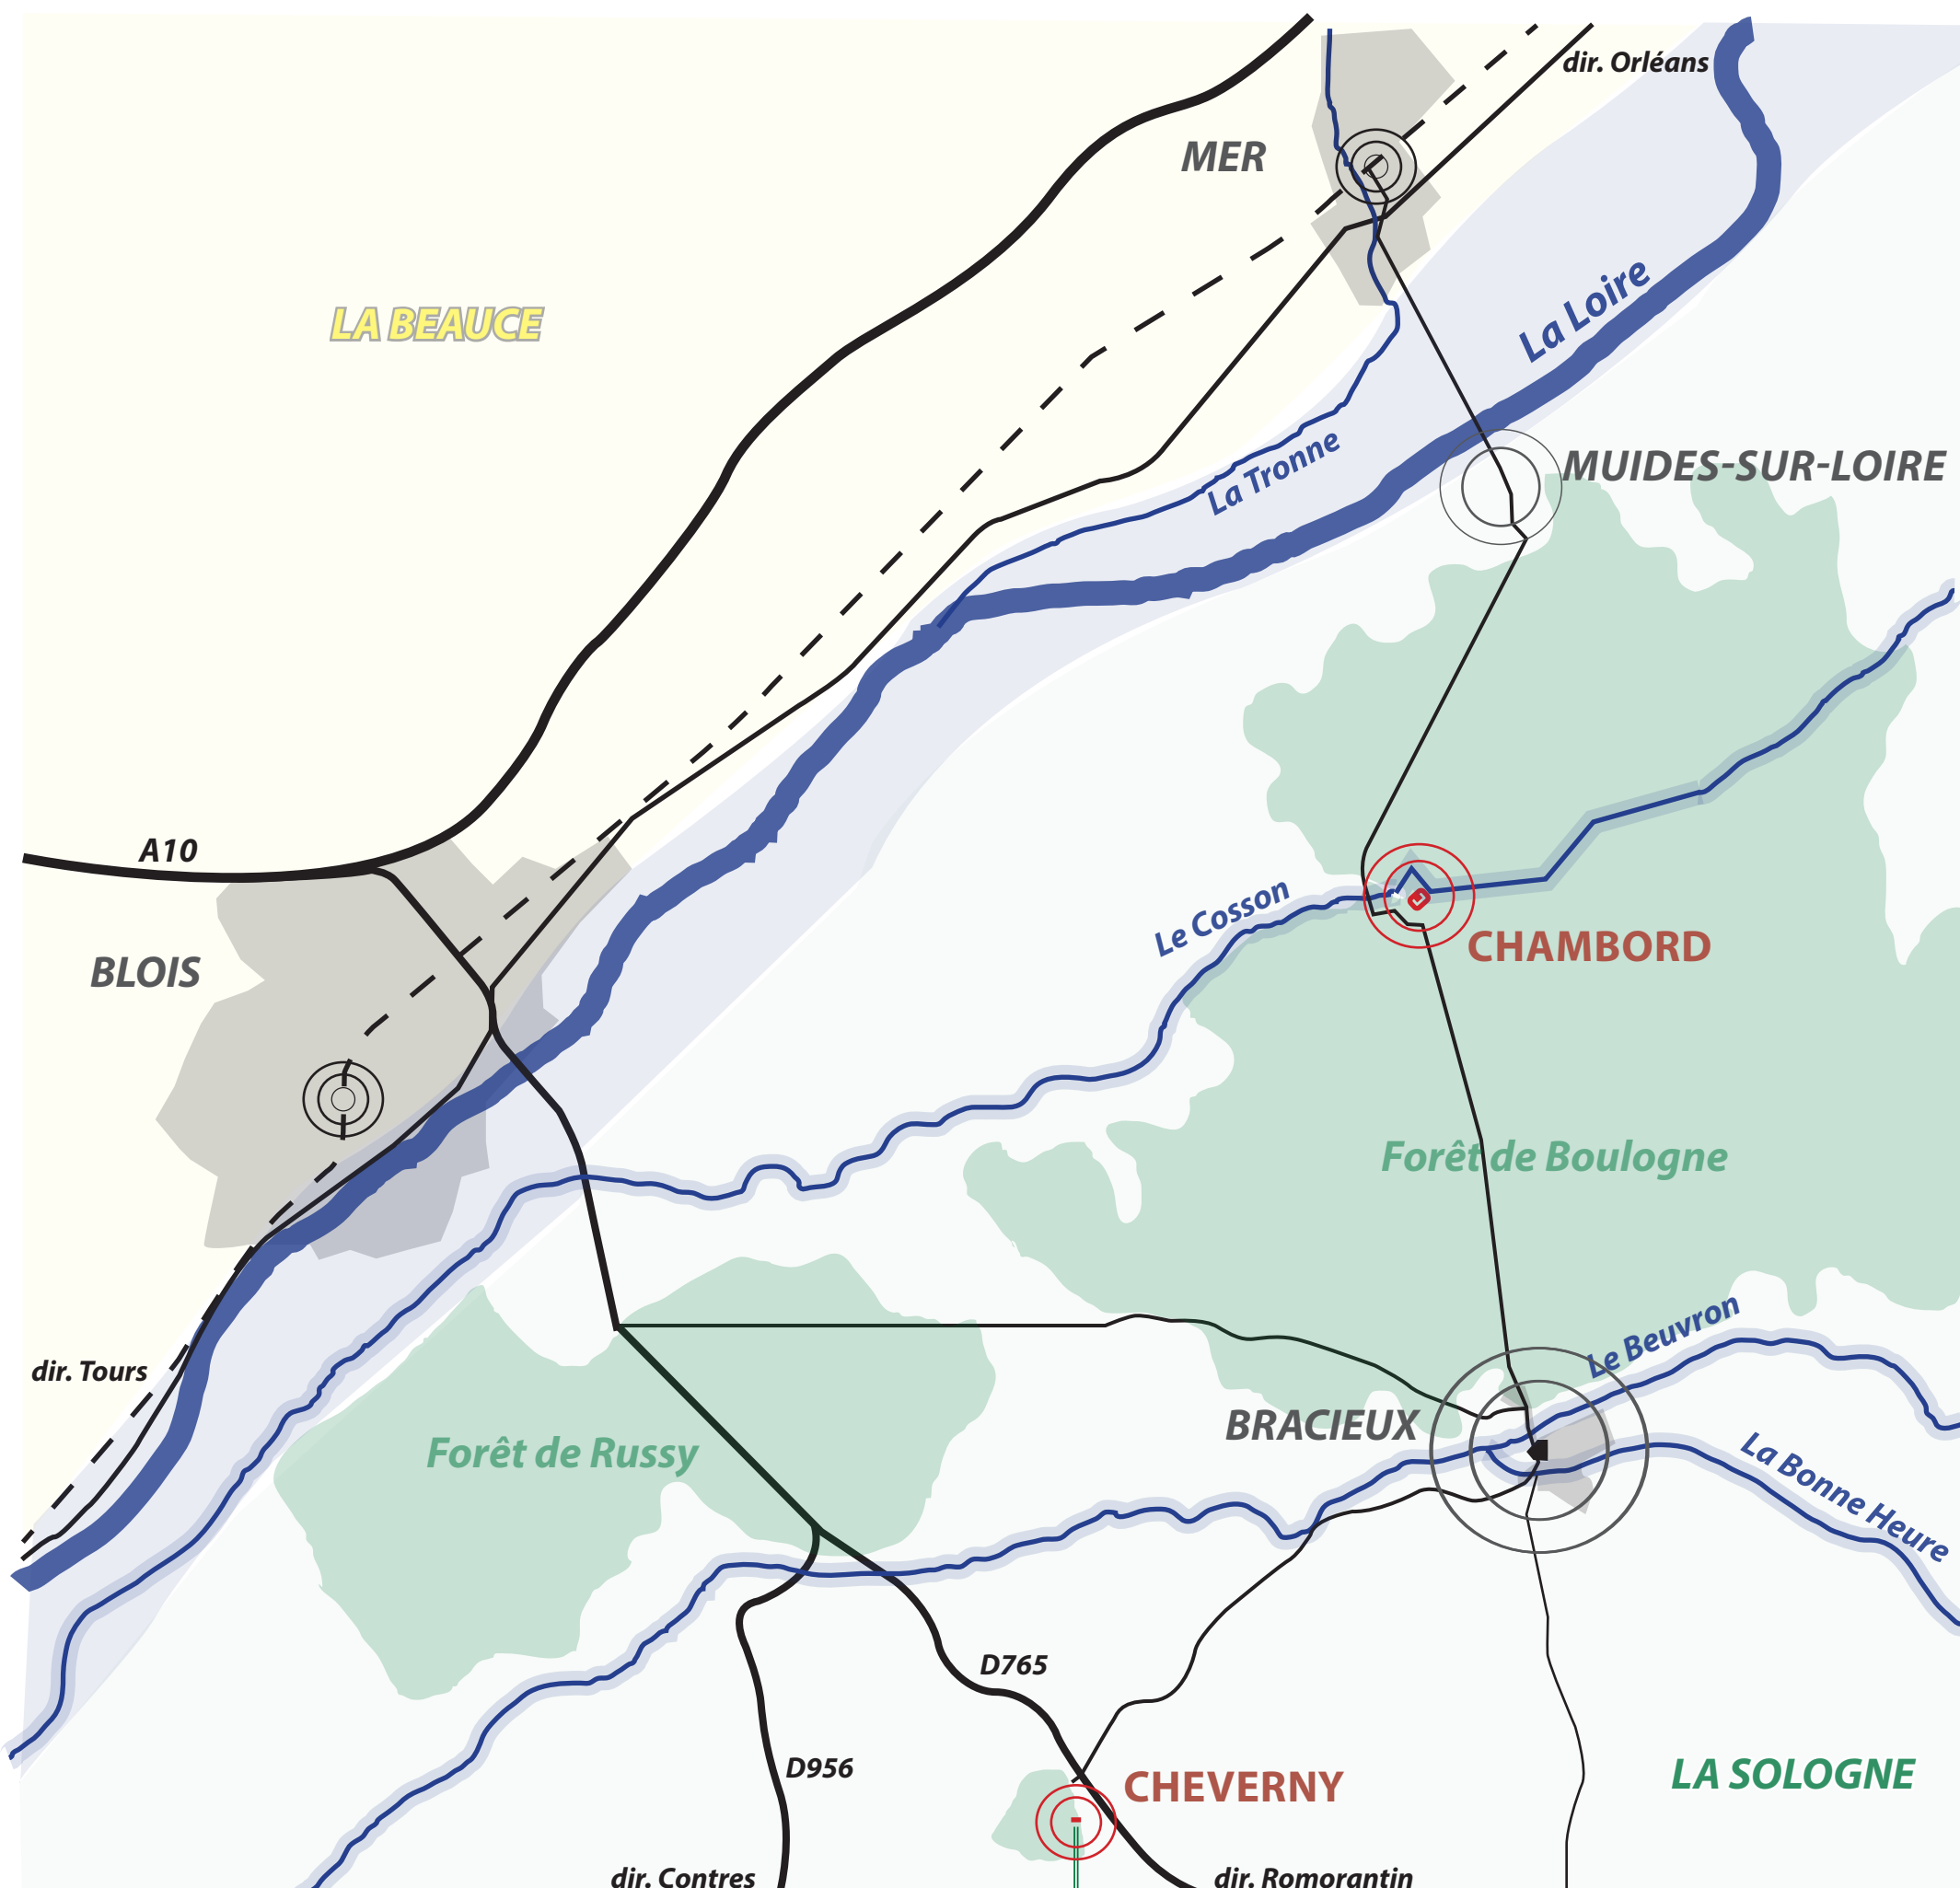 dir. Orléans
MER
LA BEAUCE
La Loire
MUIDES-SUR-LOIRE
La Tronne
A10
BLOIS
Le Cosson
CHAMBORD
Forêt de Boulogne
Le Beuvron
dir. Tours
BRACIEUX
Forêt de Russy
La Bonne Heure
D765
D956
CHEVERNY
LA SOLOGNE
dir. Contres
dir. Romorantin